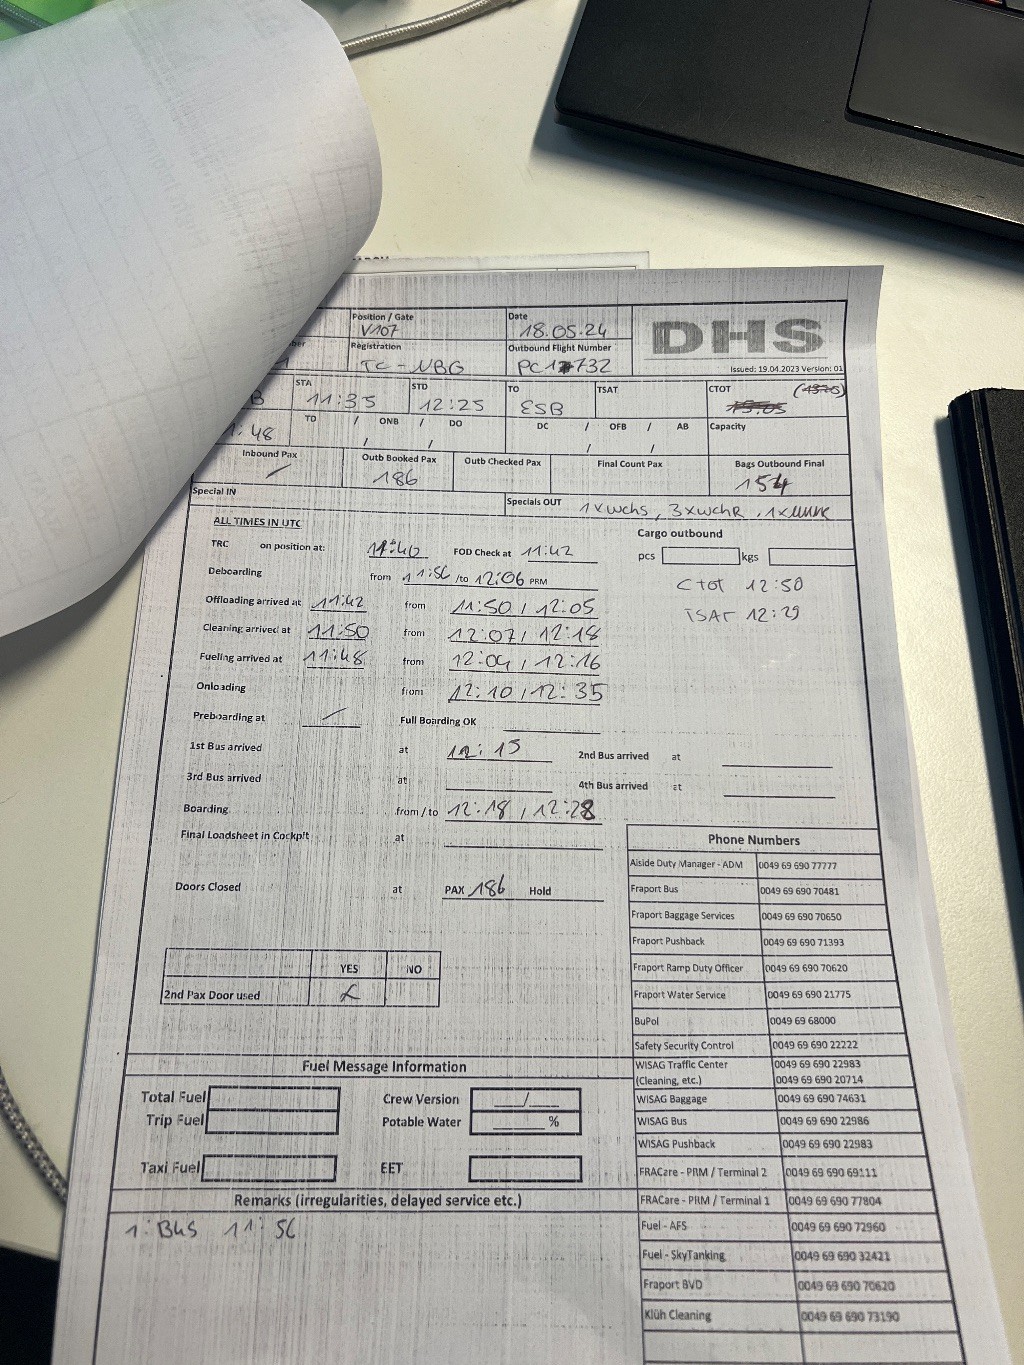 Position / Gate Date
V107 18.05.24 DHS
Registration Outbound Flight Number
TC-NBG PC1732 Issued: 19.04.2023 Version: 01
STA STD TO TSAT CTOT
11:35 12:25 ESB
TD / ONB / DO DC / OFB / AB Capacity
:48 / / / /
Inbound Pax Outb Booked Pax Outb Checked Pax Final Count Pax Bags Outbound Final
/ 186 154
Special IN Specials OUT 1xwchs, 3xwchR, 1x
ALL TIMES IN UTC Cargo outbound
TRC on position at: 11:40 FOD Check at 11:42 pcs kgs
Deboarding from 11:56 /to 12:06 PRM CTOT 12:50
Offloading arrived at 11:42 from 11:50 / 12:05 TSAT 12:29
Cleaning arrived at 11:50 from 12:07 / 12:18
Fueling arrived at 11:48 from 12:04 / 12:16
Onloading from 12:10 / 12:35
Preboarding at / Full Boarding OK
1st Bus arrived at 12:15 2nd Bus arrived at
3rd Bus arrived at 4th Bus arrived at
Boarding from / to 12:18 / 12:28
Final Loadsheet in Cockpit at
Doors Closed at PAX 186 Hold
YES NO
2nd Pax Door used x
Phone Numbers
Aiside Duty Manager - ADM 0049 69 690 77777
Fraport Bus 0049 69 690 70481
Fraport Baggage Services 0049 69 690 70650
Fraport Pushback 0049 69 690 71393
Fraport Ramp Duty Officer 0049 69 690 70620
Fraport Water Service 0049 69 690 21775
BuPol 0049 69 68000
Safety Security Control 0049 69 690 22222
WISAG Traffic Center 0049 69 690 22983
(Cleaning, etc.) 0049 69 690 20714
WISAG Baggage 0049 69 690 74631
WISAG Bus 0049 69 690 22986
WISAG Pushback 0049 69 690 22983
FRACare - PRM / Terminal 2 0049 69 690 69111
FRACare - PRM / Terminal 1 0049 69 690 77804
Fuel - AFS 0049 69 690 72960
Fuel - SkyTanking 0049 69 690 32421
Fraport BVD 0049 69 690 70620
Klüh Cleaning 0049 69 690 73190
Fuel Message Information
Total Fuel Crew Version /
Trip Fuel Potable Water %
Taxi Fuel EET
Remarks (irregularities, delayed service etc.)
1. Bus 11:56